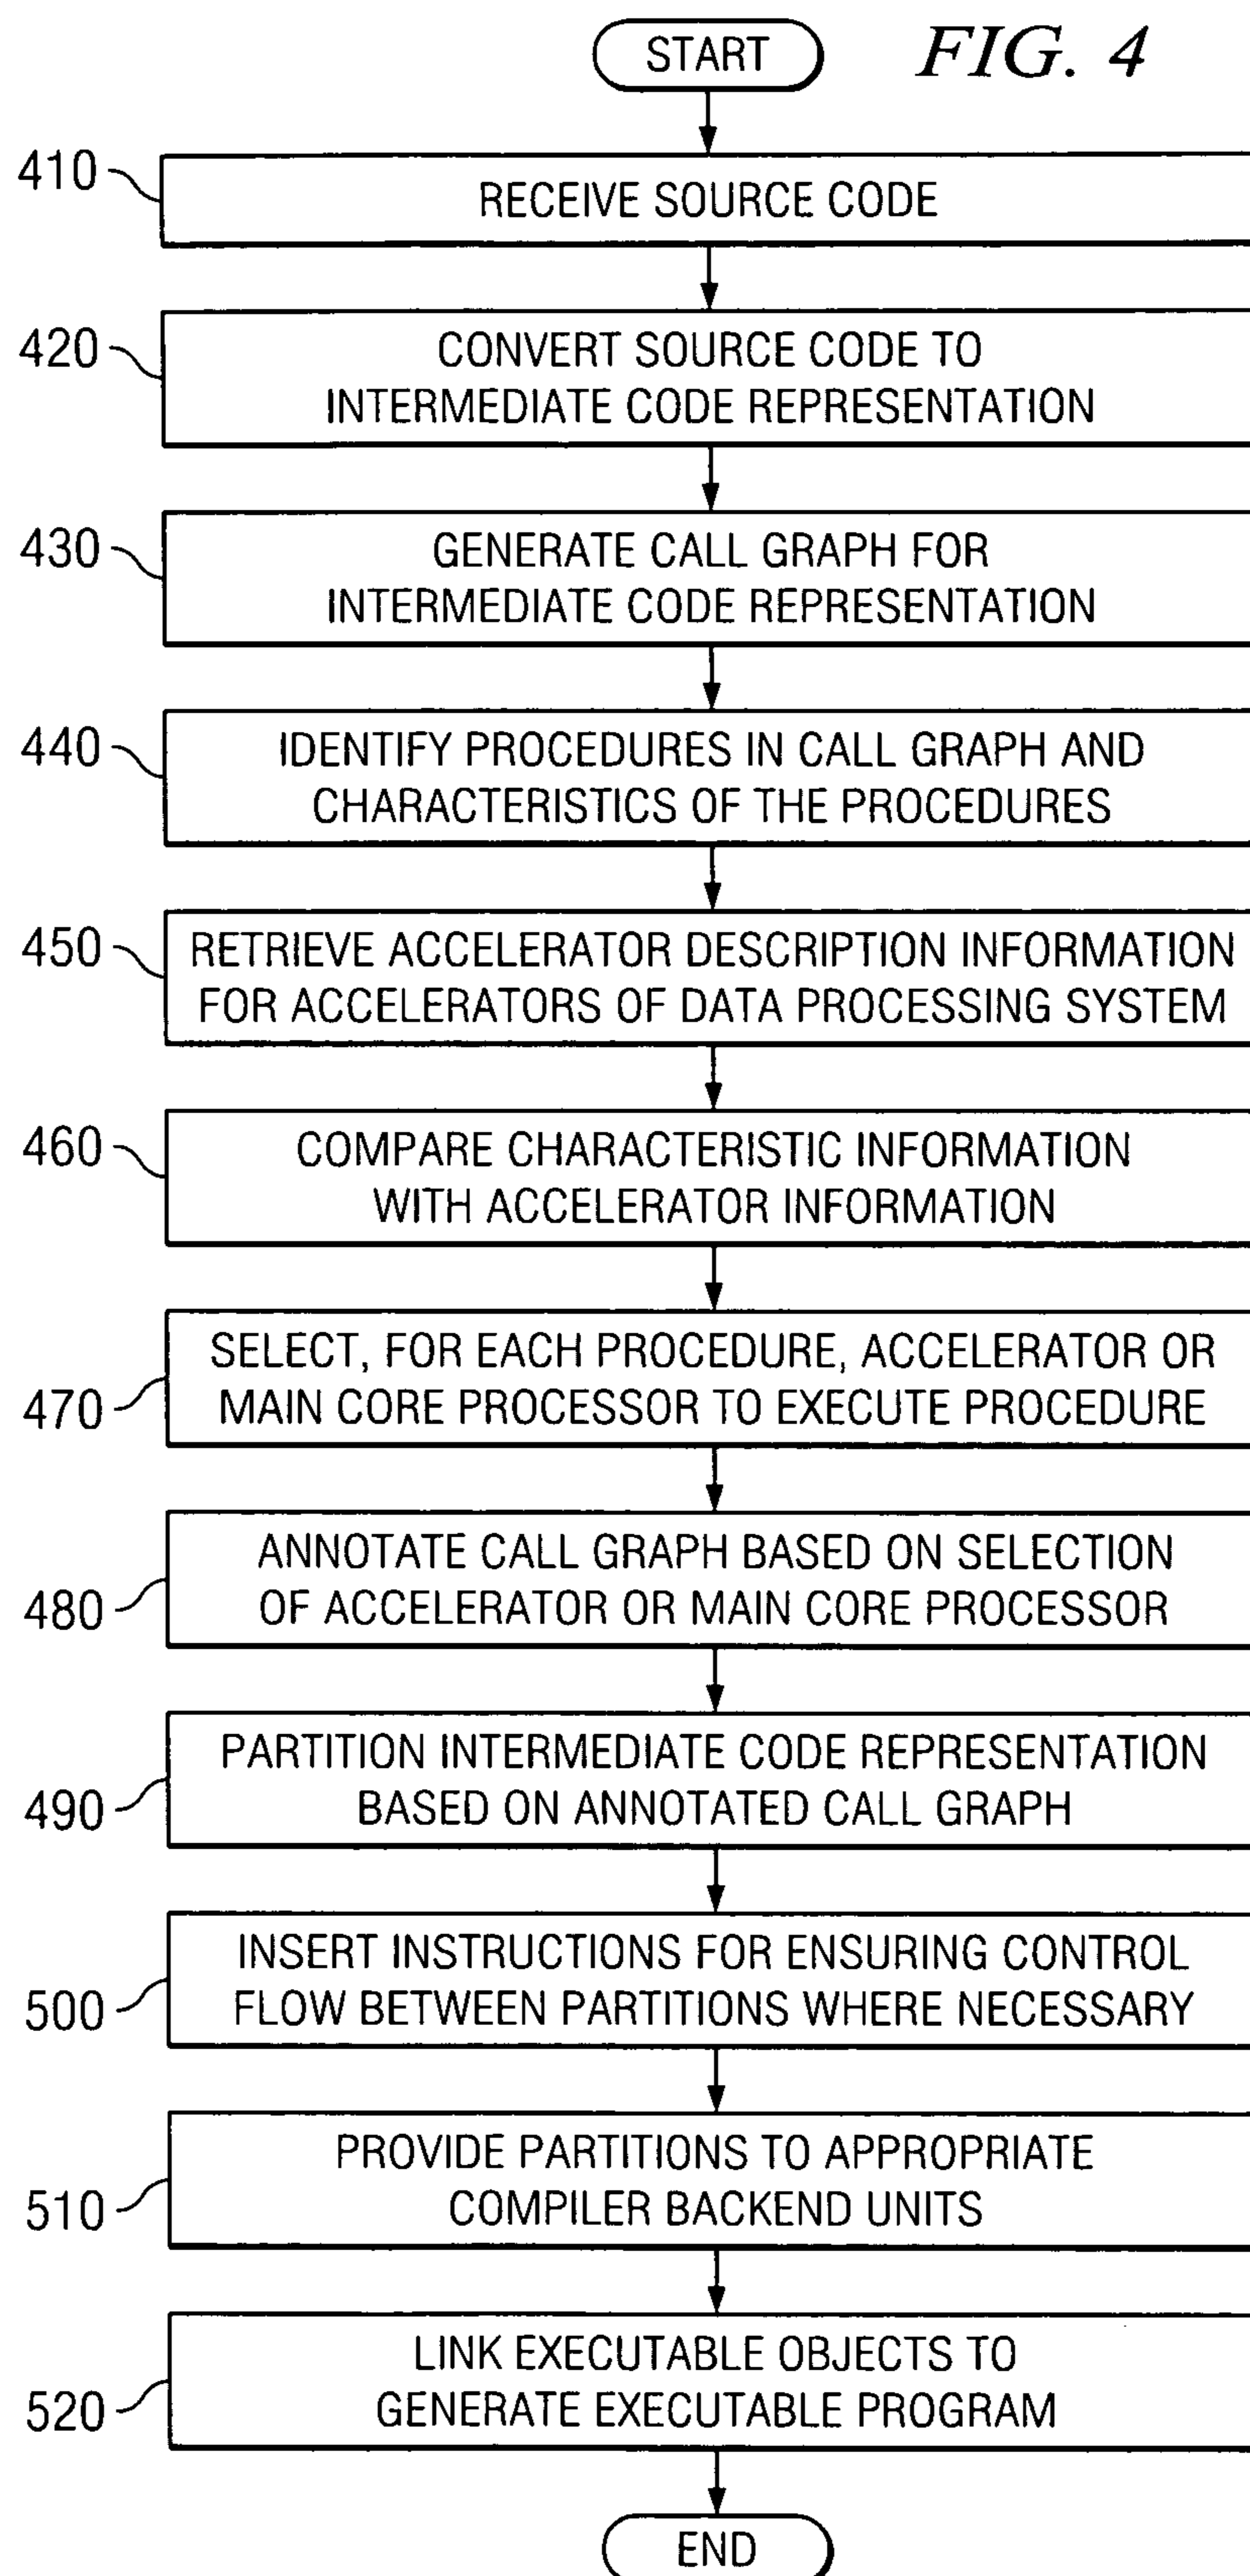 START
FIG. 4
410
RECEIVE SOURCE CODE
420
CONVERT SOURCE CODE TO
INTERMEDIATE CODE REPRESENTATION
430
GENERATE CALL GRAPH FOR
INTERMEDIATE CODE REPRESENTATION
440
IDENTIFY PROCEDURES IN CALL GRAPH AND
CHARACTERISTICS OF THE PROCEDURES
450
RETRIEVE ACCELERATOR DESCRIPTION INFORMATION
FOR ACCELERATORS OF DATA PROCESSING SYSTEM
460
COMPARE CHARACTERISTIC INFORMATION
WITH ACCELERATOR INFORMATION
470
SELECT, FOR EACH PROCEDURE, ACCELERATOR OR
MAIN CORE PROCESSOR TO EXECUTE PROCEDURE
480
ANNOTATE CALL GRAPH BASED ON SELECTION
OF ACCELERATOR OR MAIN CORE PROCESSOR
490
PARTITION INTERMEDIATE CODE REPRESENTATION
BASED ON ANNOTATED CALL GRAPH
500
INSERT INSTRUCTIONS FOR ENSURING CONTROL
FLOW BETWEEN PARTITIONS WHERE NECESSARY
510
PROVIDE PARTITIONS TO APPROPRIATE
COMPILER BACKEND UNITS
520
LINK EXECUTABLE OBJECTS TO
GENERATE EXECUTABLE PROGRAM
END